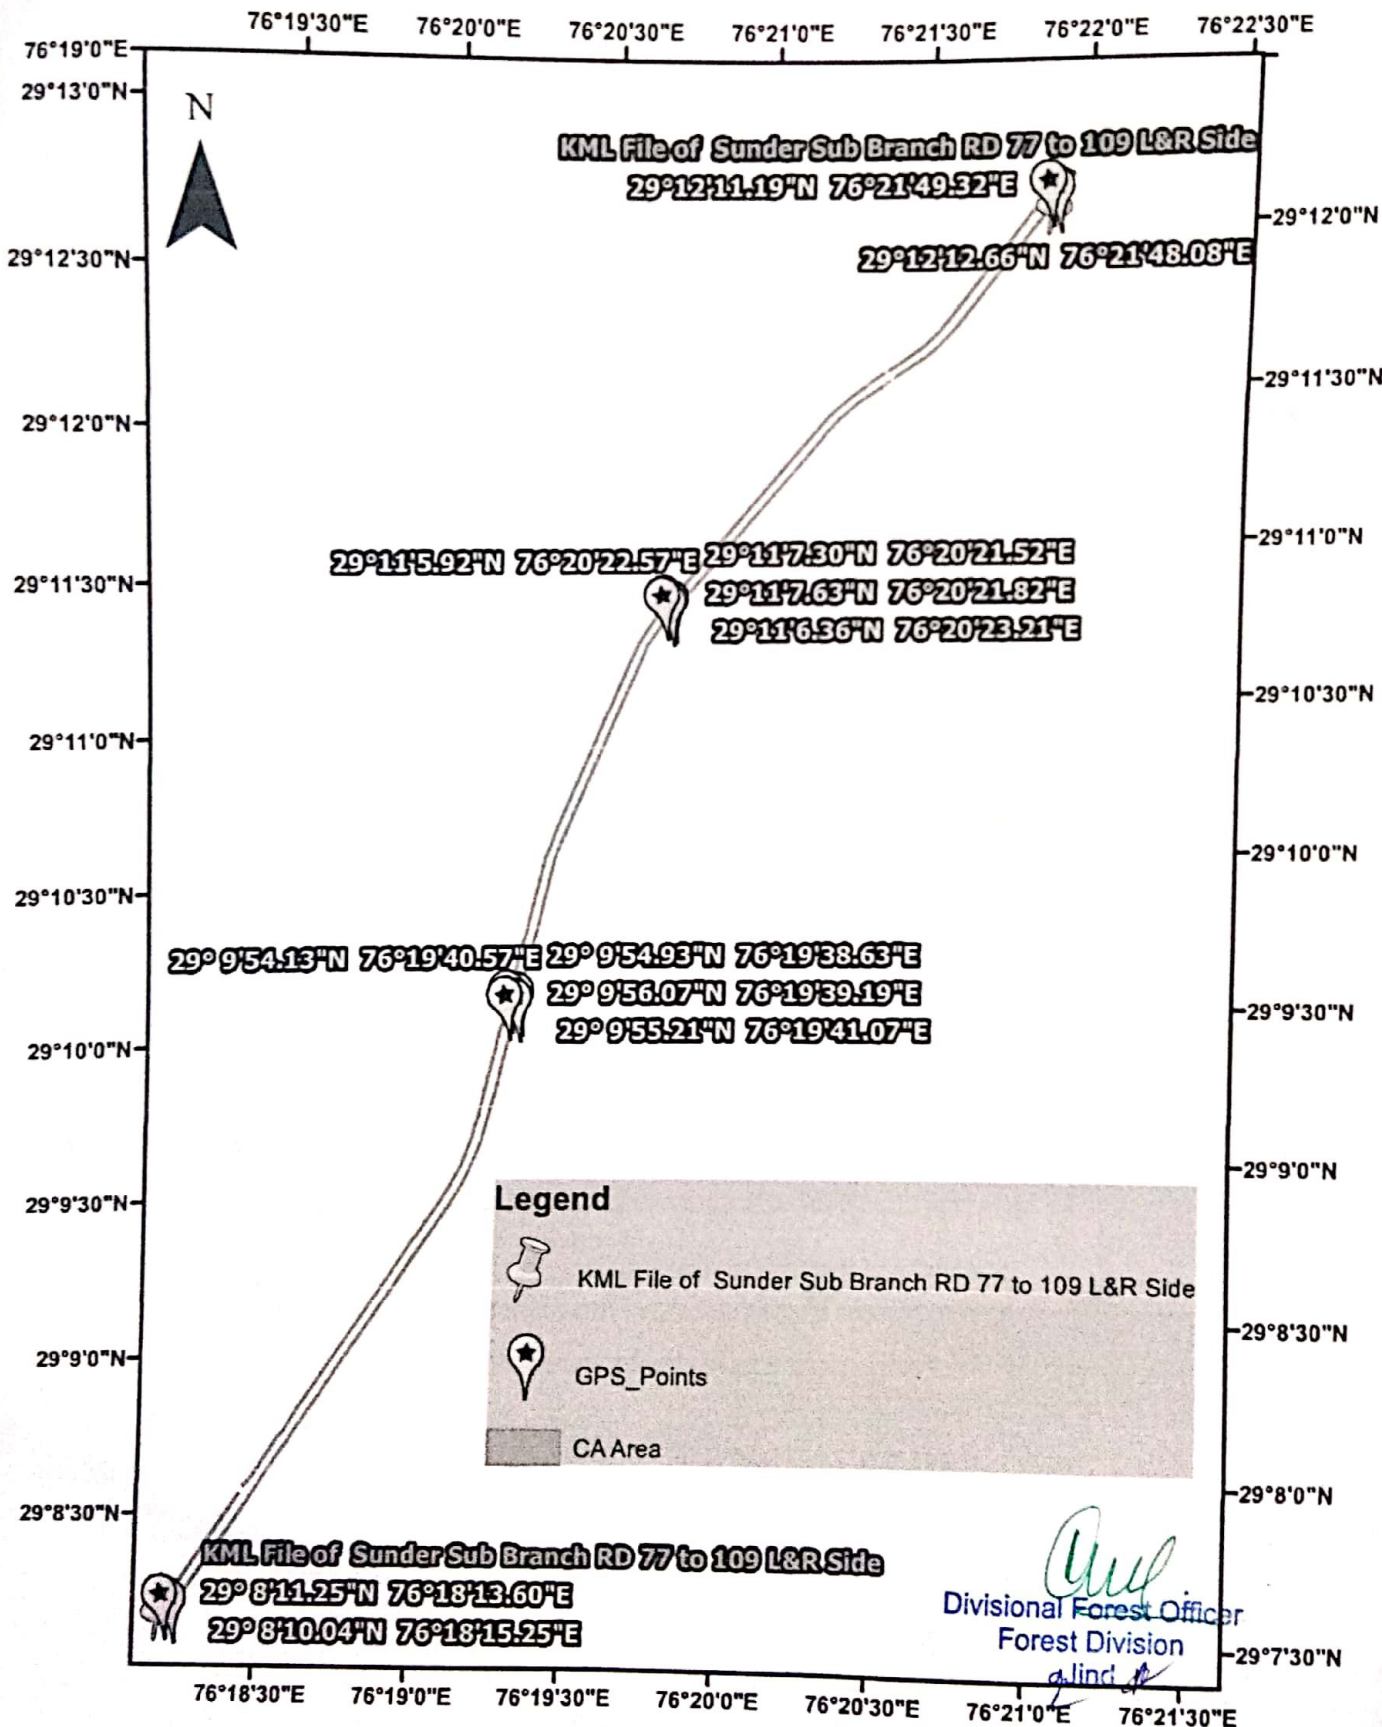 76°19'30"E 76°20'0"E 76°20'30"E 76°21'0"E 76°21'30"E 76°22'0"E 76°22'30"E
76°19'0"E
29°13'0"N
N
KML File of Sunder Sub Branch RD 77 to 109 L&R Side
29°12'11.19"N 76°21'49.32"E
29°12'0"N
29°12'30"N
29°12'12.66"N 76°21'48.08"E
29°11'30"N
29°12'0"N
29°11'0"N
29°11'5.92"N 76°20'22.57"E 29°11'7.30"N 76°20'21.52"E
29°11'30"N
29°11'7.63"N 76°20'21.82"E
29°11'6.36"N 76°20'23.21"E
29°10'30"N
29°11'0"N
29°10'0"N
29°10'30"N
29° 9'54.13"N 76°19'40.57"E 29° 9'54.93"N 76°19'38.63"E
29° 9'56.07"N 76°19'39.19"E
29°9'30"N
29° 9'55.21"N 76°19'41.07"E
29°10'0"N
29°9'0"N
Legend
29°9'30"N
KML File of Sunder Sub Branch RD 77 to 109 L&R Side
29°8'30"N
29°9'0"N
GPS_Points
CA Area
29°8'0"N
29°8'30"N
KML File of Sunder Sub Branch RD 77 to 109 L&R Side
29° 8'11.25"N 76°18'13.60"E
29° 8'10.04"N 76°18'15.25"E
Divisional Forest Officer
Forest Division
Jind
29°7'30"N
76°18'30"E 76°19'0"E 76°19'30"E 76°20'0"E 76°20'30"E 76°21'0"E 76°21'30"E